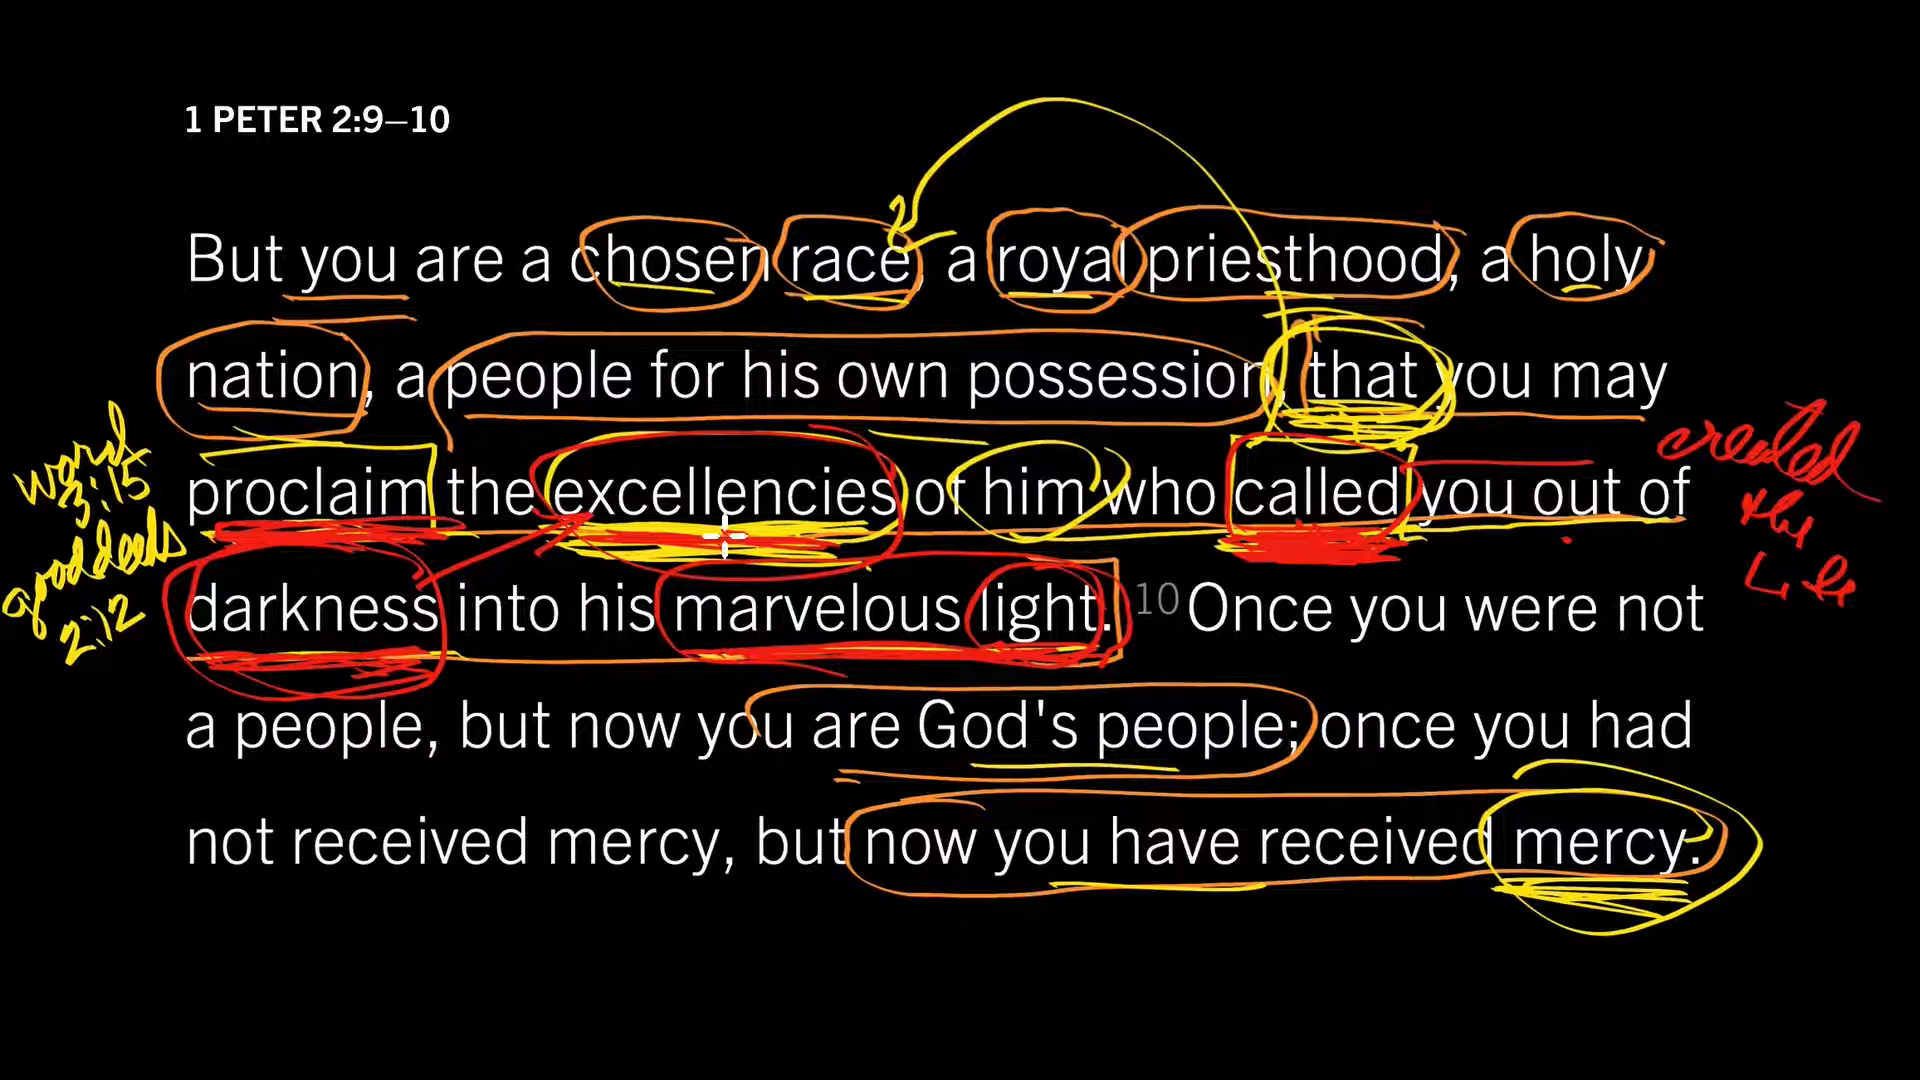 1 PETER 2:9–10
But you are a chosen race, a royal priesthood, a holy
nation, a people for his own possession, that you may
proclaim the excellencies of him who called you out of
darkness into his marvelous light. 10 Once you were not
a people, but now you are God's people; once you had
not received mercy, but now you have received mercy.
word
3:15
good deeds
2:12
created
the